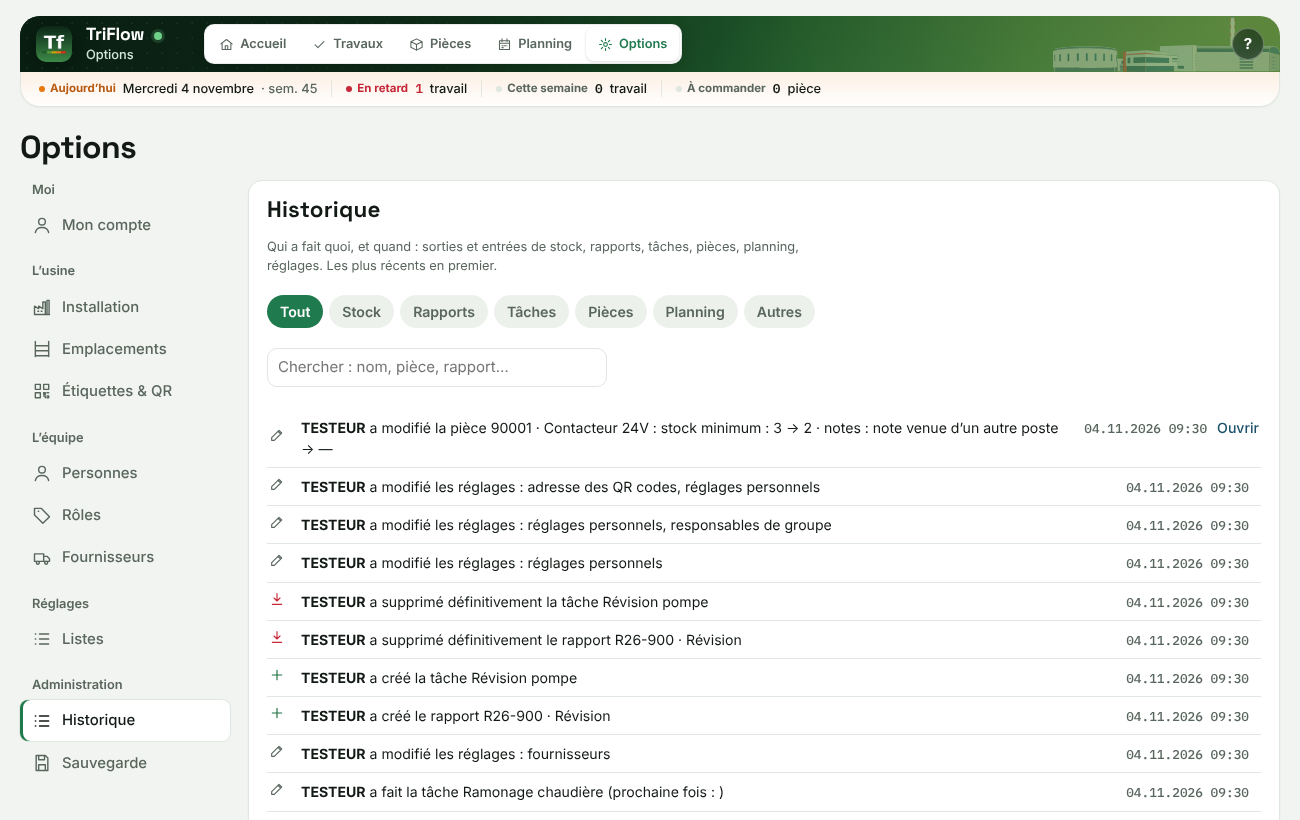 Tf
TriFlow
Options
Accueil
Travaux
Pièces
Planning
Options
?
Aujourd’hui Mercredi 4 novembre · sem. 45
En retard 1 travail
Cette semaine 0 travail
À commander 0 pièce
Options
Moi
Mon compte
L’usine
Installation
Emplacements
Étiquettes & QR
L’équipe
Personnes
Rôles
Fournisseurs
Réglages
Listes
Administration
Historique
Sauvegarde
Historique
Qui a fait quoi, et quand : sorties et entrées de stock, rapports, tâches, pièces, planning,
réglages. Les plus récents en premier.
Tout
Stock
Rapports
Tâches
Pièces
Planning
Autres
Chercher : nom, pièce, rapport…
TESTEUR a modifié la pièce 90001 · Contacteur 24V : stock minimum : 3 → 2 · notes : note venue d’un autre poste 04.11.2026 09:30 Ouvrir
→ —
TESTEUR a modifié les réglages : adresse des QR codes, réglages personnels 04.11.2026 09:30
TESTEUR a modifié les réglages : réglages personnels, responsables de groupe 04.11.2026 09:30
TESTEUR a modifié les réglages : réglages personnels 04.11.2026 09:30
TESTEUR a supprimé définitivement la tâche Révision pompe 04.11.2026 09:30
TESTEUR a supprimé définitivement le rapport R26-900 · Révision 04.11.2026 09:30
TESTEUR a créé la tâche Révision pompe 04.11.2026 09:30
TESTEUR a créé le rapport R26-900 · Révision 04.11.2026 09:30
TESTEUR a modifié les réglages : fournisseurs 04.11.2026 09:30
TESTEUR a fait la tâche Ramonage chaudière (prochaine fois : ) 04.11.2026 09:30